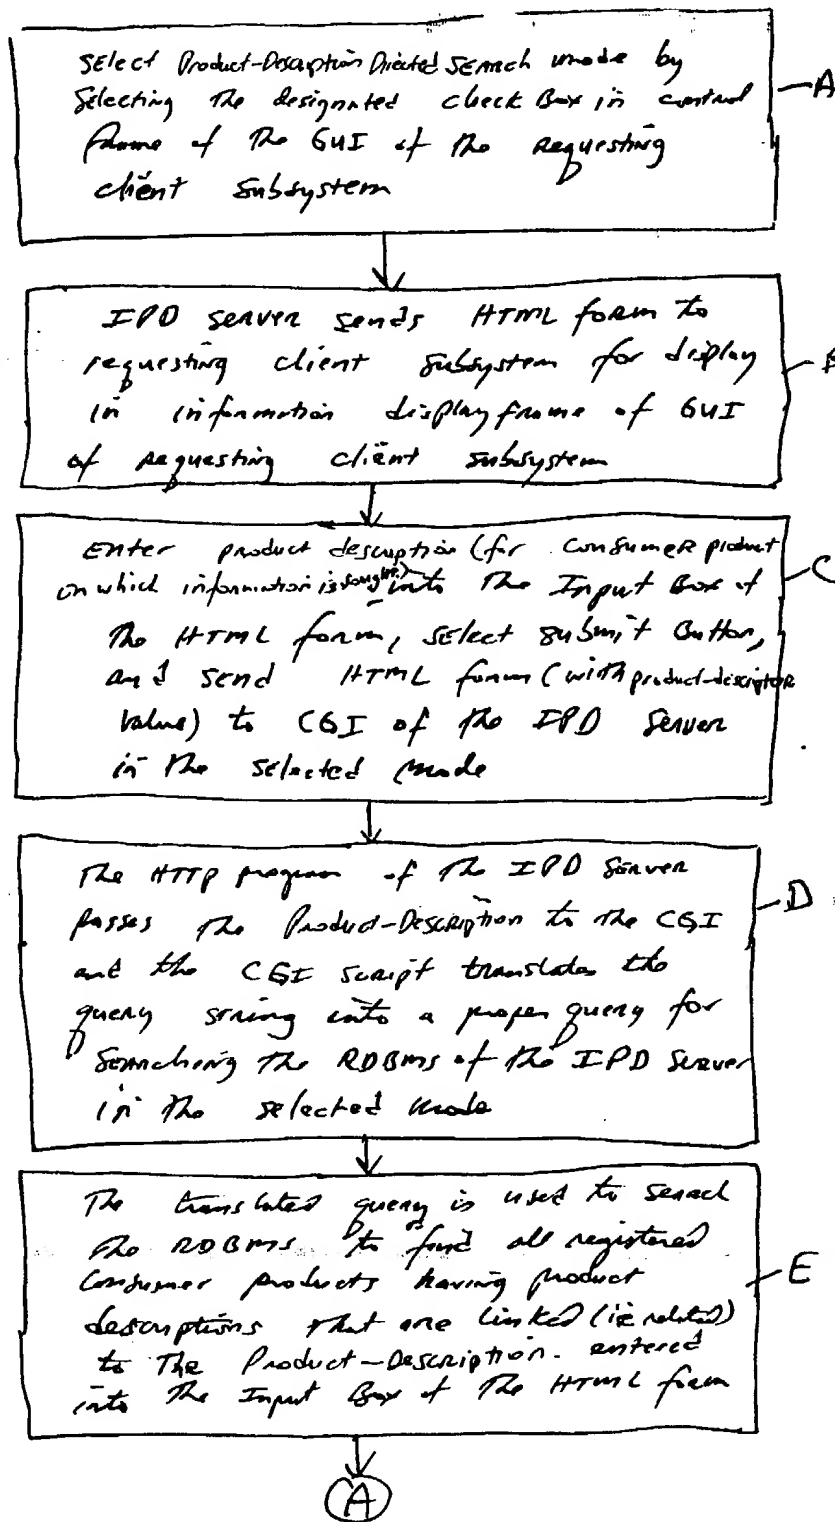 Select Product-Description Directed Search mode by
Selecting the designated check Box in control
frame of the GUI of the requesting
client subsystem
A
IPD server sends HTML form to
requesting client subsystem for display
in information display frame of GUI
of requesting client subsystem
B
Enter product description (for consumer product
on which information is sought) into the Input Box of
the HTML form, select submit Button,
and send HTML form (with product-descriptor
value) to CGI of the IPD Server
in the selected mode
C
The HTTP program of the IPD Server
passes the Product-Description to the CGI
and the CGI script translates the
query string into a proper query for
searching the RDBMS of the IPD Server
in the selected mode
D
The translated query is used to search
the RDBMS to find all registered
Consumer products having product
descriptions that are linked (ie related)
to the Product-Description entered
into the Input Box of the HTML form
E
A